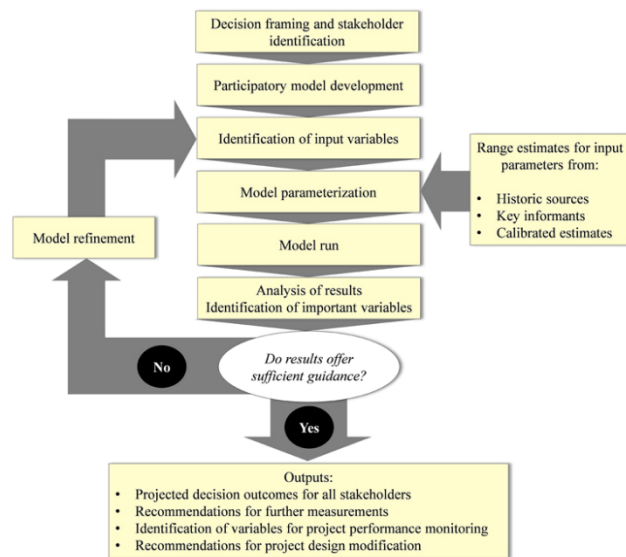 Decision framing and stakeholder
identification
Participatory model development
Identification of input variables
Range estimates for input
parameters from:
• Historic sources
• Key informants
• Calibrated estimates
Model parameterization
Model refinement
Model run
Analysis of results
Identification of important variables
Do results offer
sufficient guidance?
No
Yes
Outputs:
• Projected decision outcomes for all stakeholders
• Recommendations for further measurements
• Identification of variables for project performance monitoring
• Recommendations for project design modification